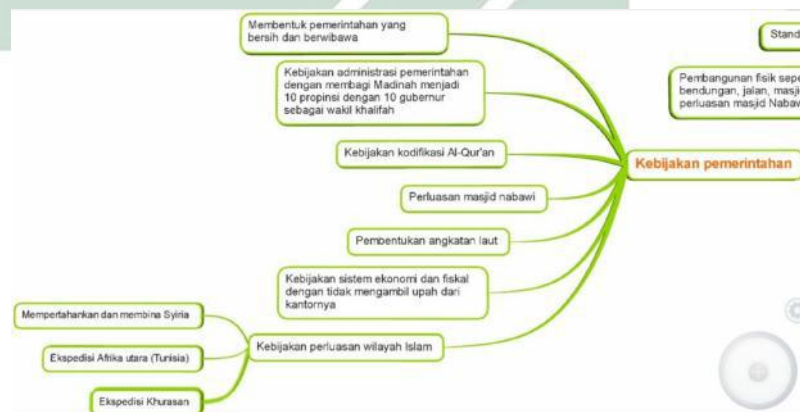 Membentuk pemerintahan yang
bersih dan berwibawa
Kebijakan administrasi pemerintahan
dengan membagi Madinah menjadi
10 propinsi dengan 10 gubernur
sebagai wakil khalifah
Kebijakan kodifikasi Al-Qur'an
Perluasan masjid nabawi
Pembentukan angkatan laut
Kebijakan sistem ekonomi dan fiskal
dengan tidak mengambil upah dari
kantornya
Kebijakan perluasan wilayah Islam
Mempertahankan dan membina Syiria
Ekspedisi Afrika utara (Turisia)
Ekspedisi Khurasan
Kebijakan pemerintahan
Stand
Pembangunan fisik sepe
bendungan, jalan, masji
perluasan masjid Nabaw